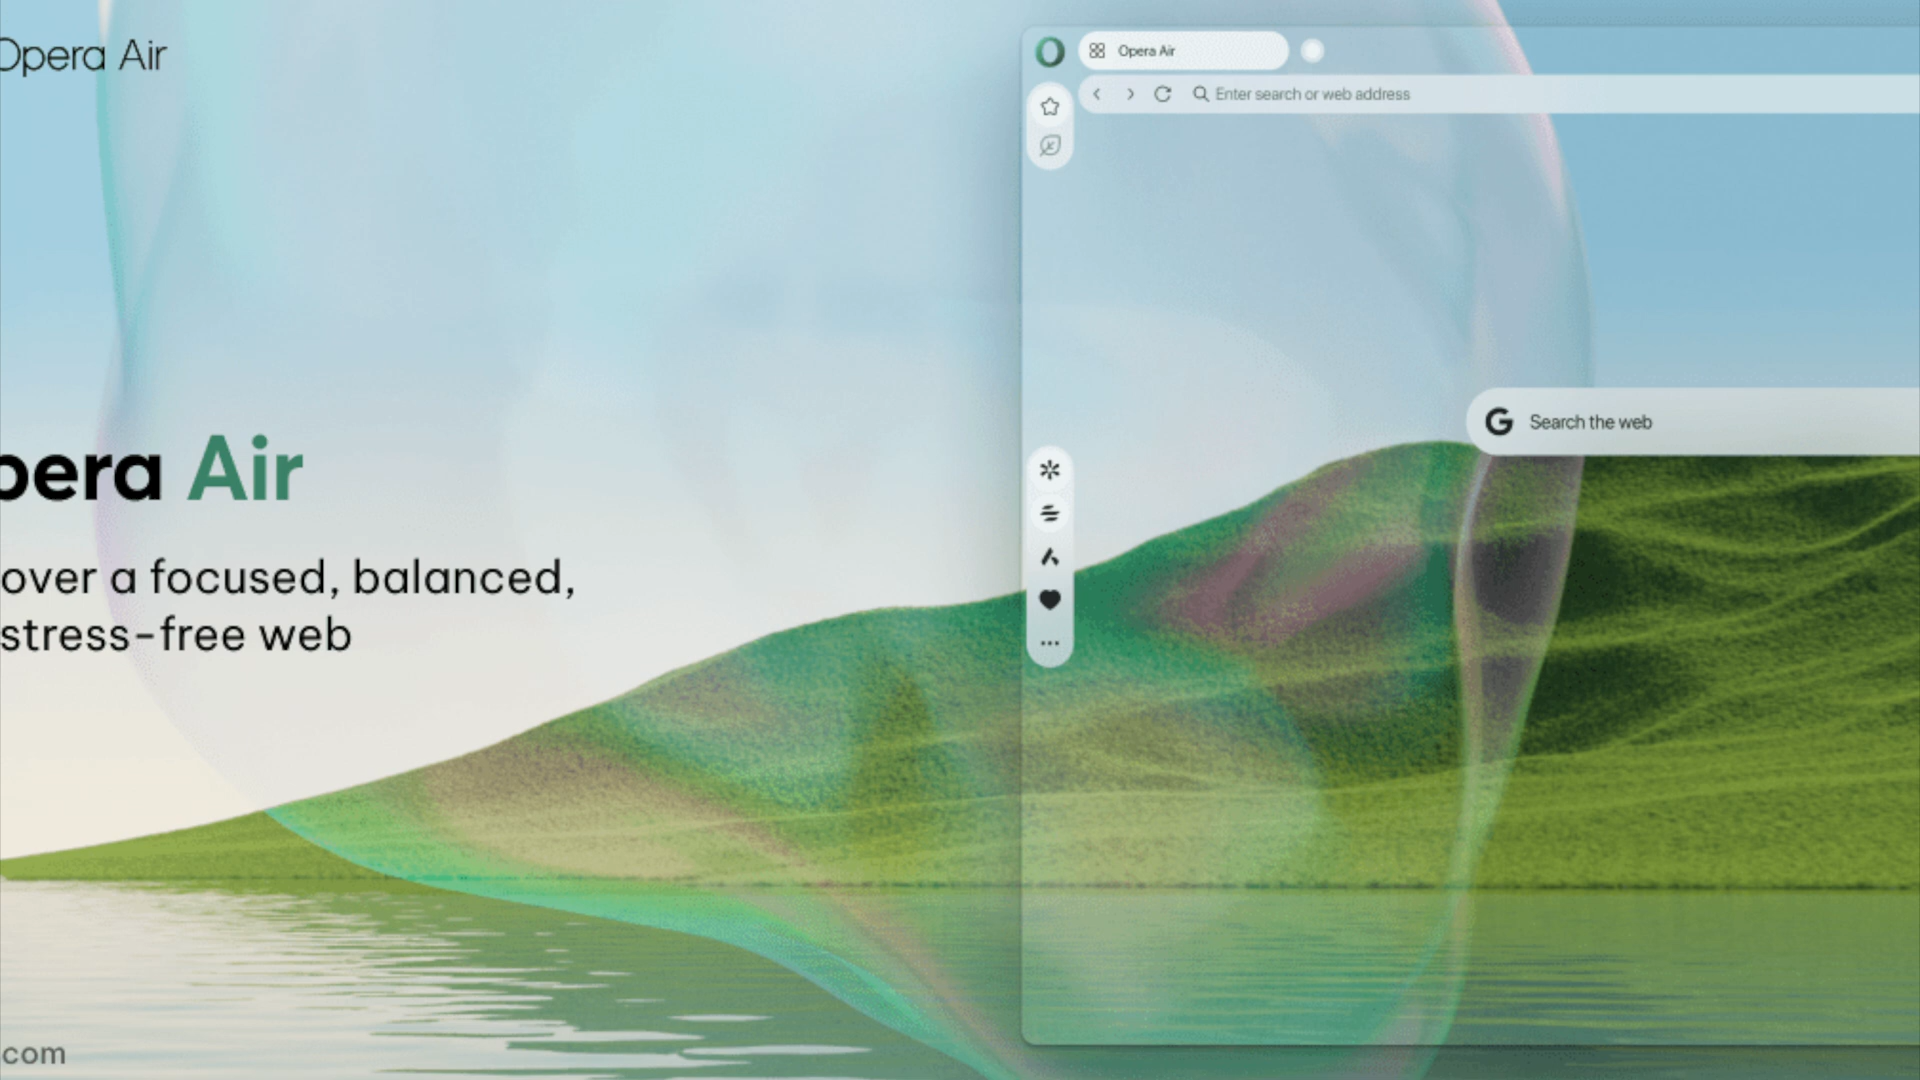 Opera Air
pera Air
over a focused, balanced,
stress-free web
com
Opera Air
Enter search or web address
Search the web